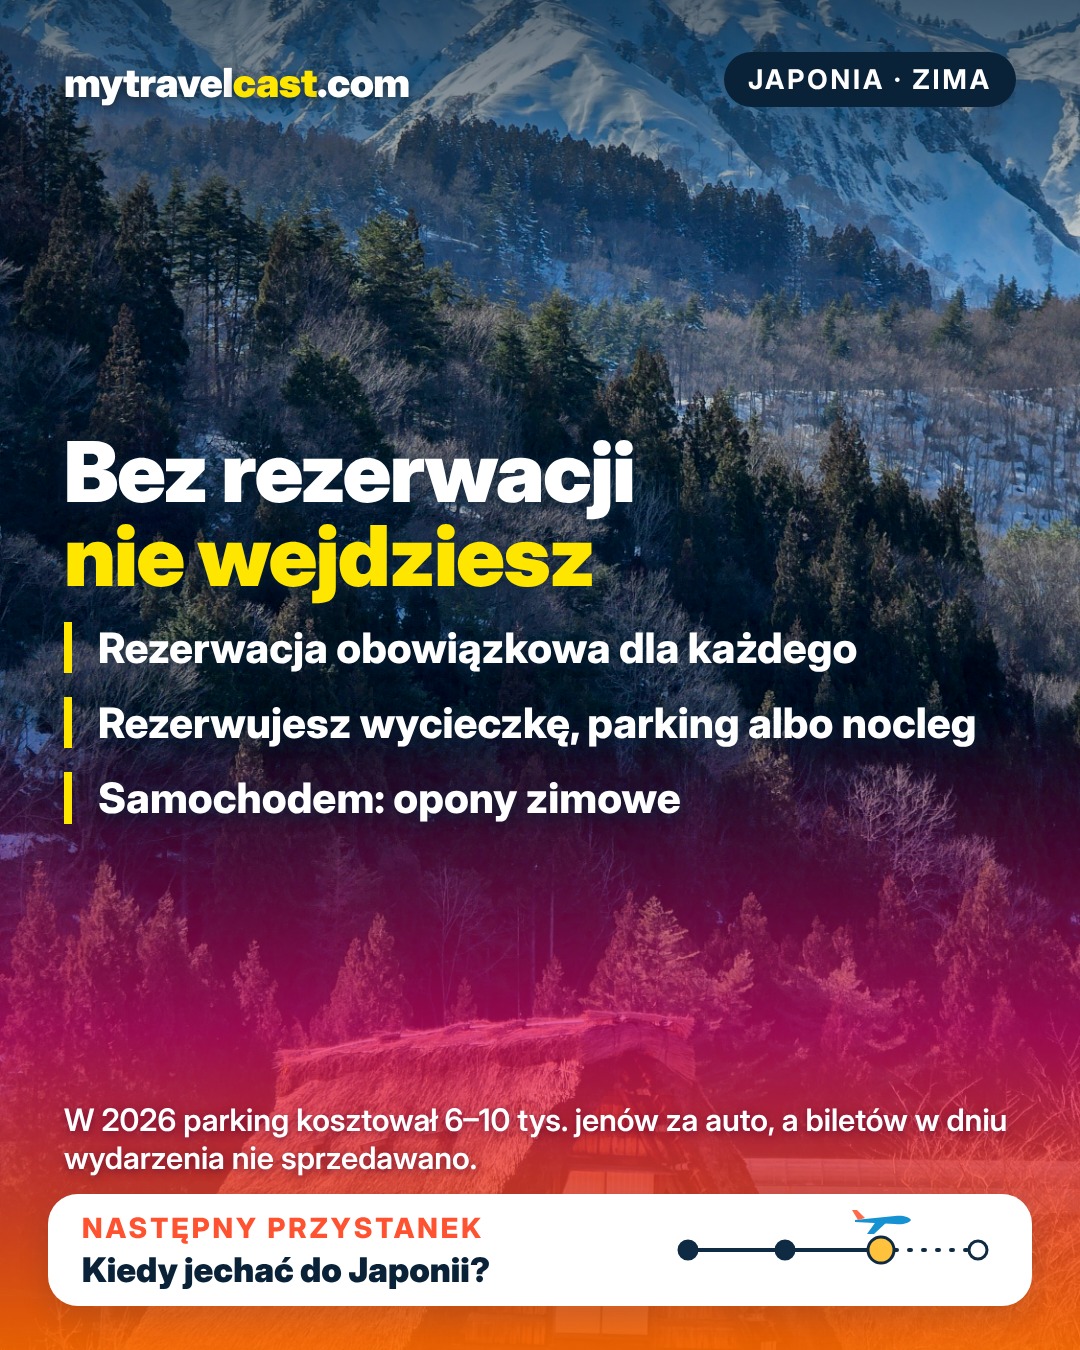 mytravelcast.com
JAPONIA · ZIMA
Bez rezerwacji
nie wejdziesz
Rezerwacja obowiązkowa dla każdego
Rezerwujesz wycieczkę, parking albo nocleg
Samochodem: opony zimowe
W 2026 parking kosztował 6–10 tys. jenów za auto, a biletów w dniu
wydarzenia nie sprzedawano.
NASTĘPNY PRZYSTANEK
Kiedy jechać do Japonii?